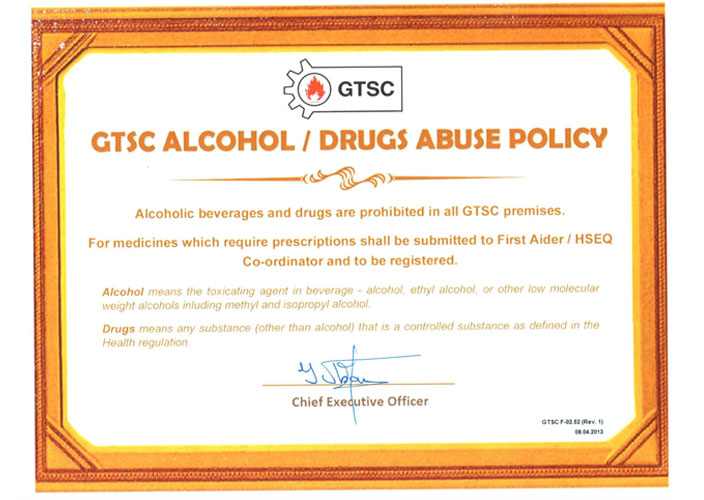 GTSC
GTSC ALCOHOL / DRUGS ABUSE POLICY
Alcoholic beverages and drugs are prohibited in all GTSC premises.
For medicines which require prescriptions shall be submitted to First Aider / HSEQ
Co-ordinator and to be registered.
Alcohol means the toxicating agent in beverage - alcohol, ethyl alcohol, or other low molecular
weight alcohols inluding methyl and isopropyl alcohol.
Drugs means any substance (other than alcohol) that is a controlled substance as defined in the
Health regulation.
Chief Executive Officer
GTSC F-02.52 (Rev. 1)
08.04.2013